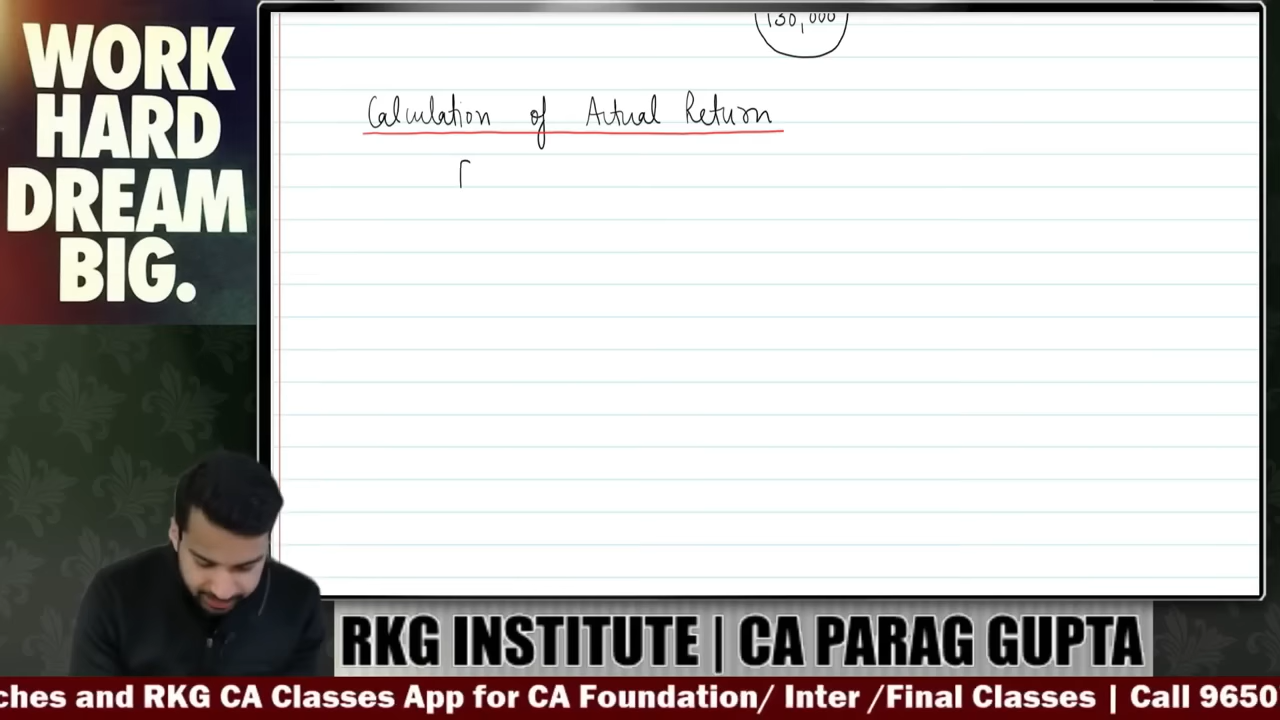 WORK
HARD
DREAM
BIG.
130,000
Calculation of Actual Return
RKG INSTITUTE | CA PARAG GUPTA
ches and RKG CA Classes App for CA Foundation/ Inter /Final Classes | Call 9650